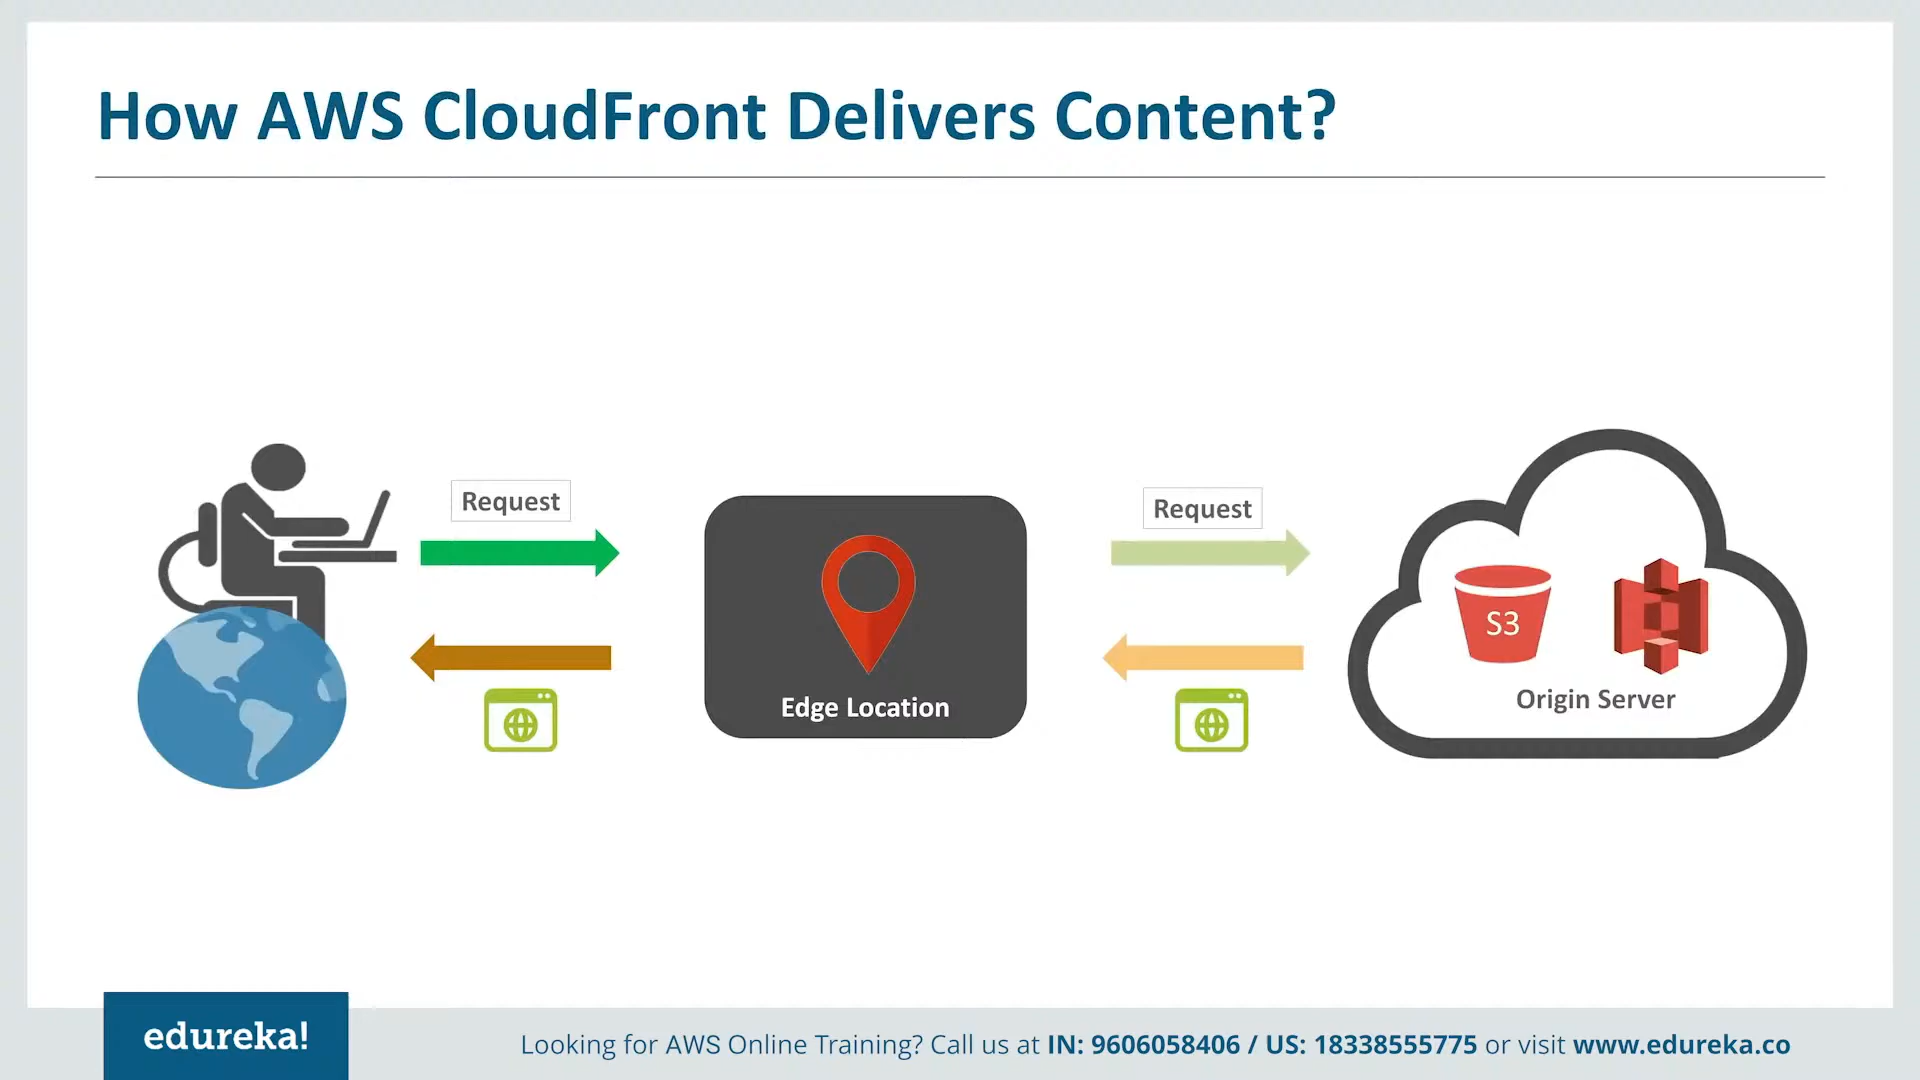 How AWS CloudFront Delivers Content?
Request
Request
S3
Edge Location
Origin Server
edureka!
Looking for AWS Online Training? Call us at IN: 9606058406 / US: 18338555775 or visit www.edureka.co